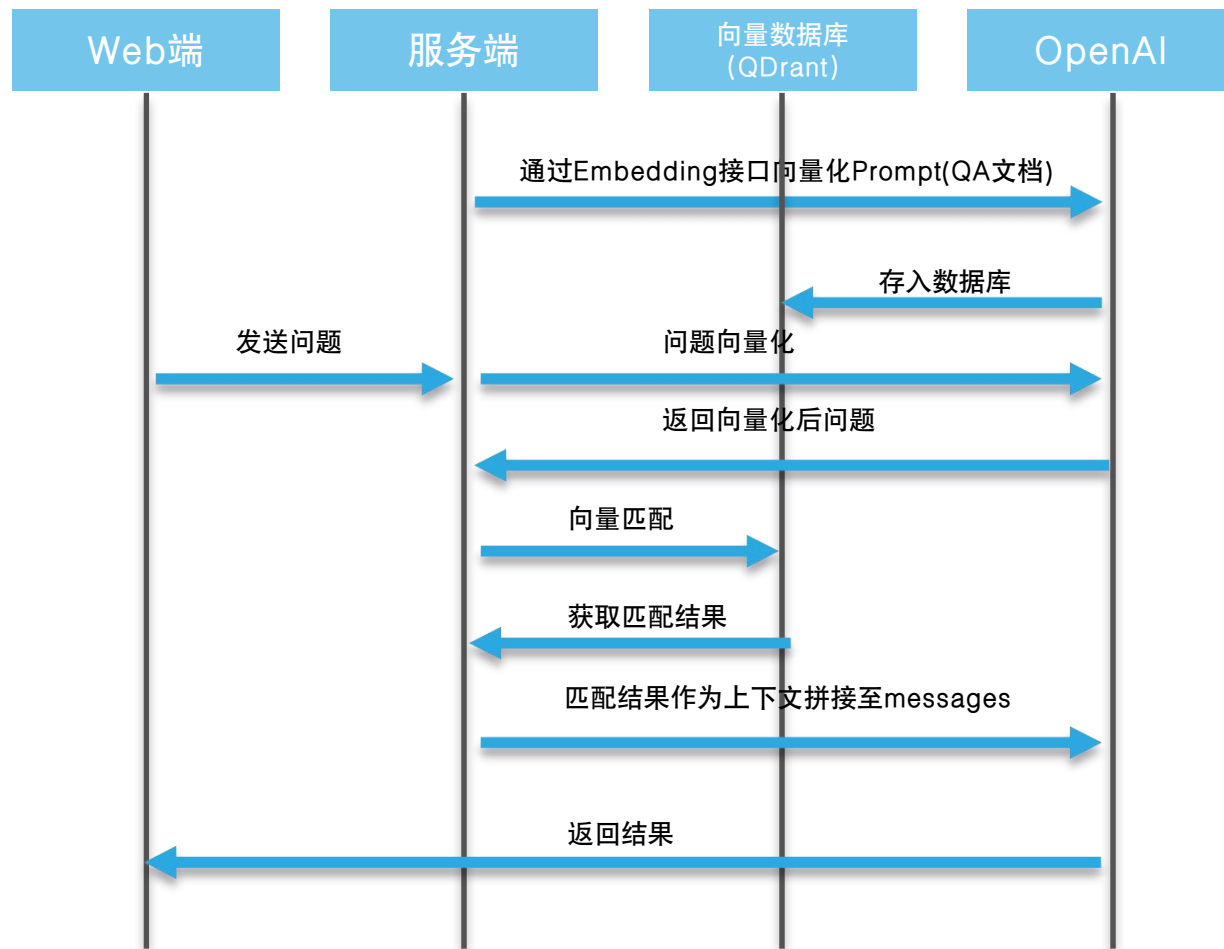 Web端
服务端
向量数据库
(QDrant)
OpenAI
通过Embedding接口向量化Prompt(QA文档)
存入数据库
发送问题
问题向量化
返回向量化后问题
向量匹配
获取匹配结果
匹配结果作为上下文拼接至messages
返回结果